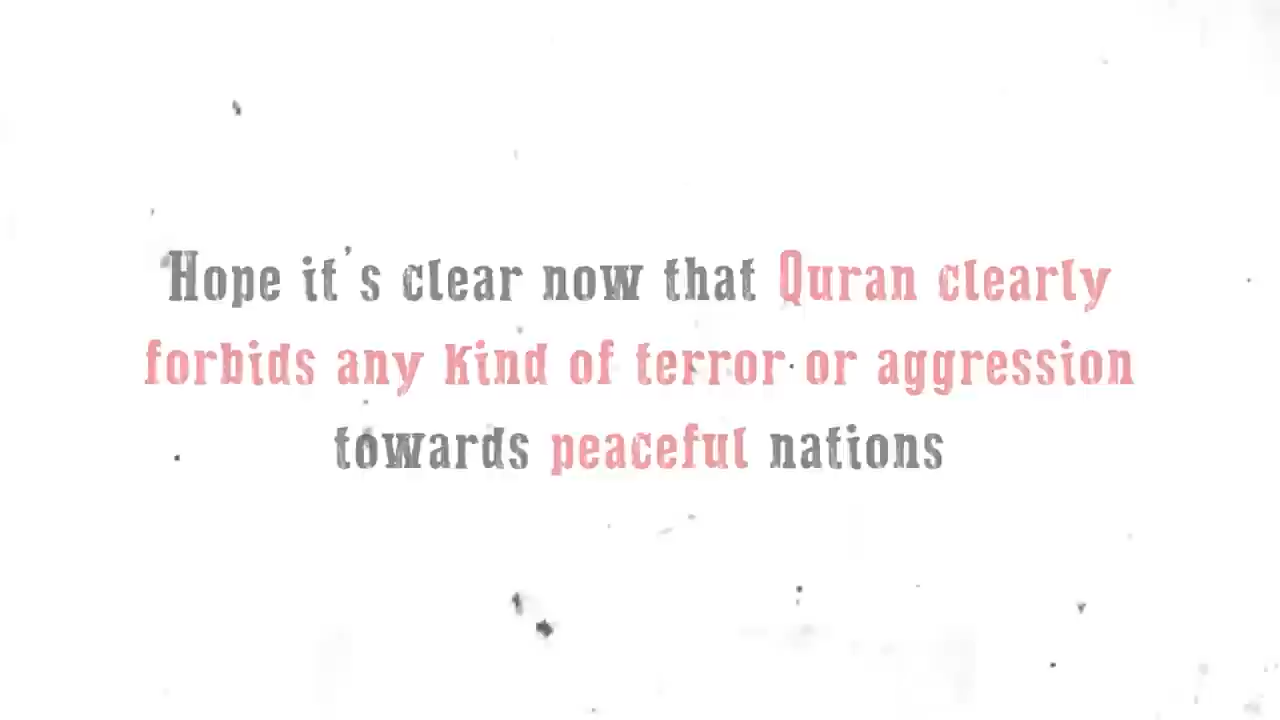 Hope it's clear now that Quran clearly
forbids any Kind of terror or aggression
towards peaceful nations